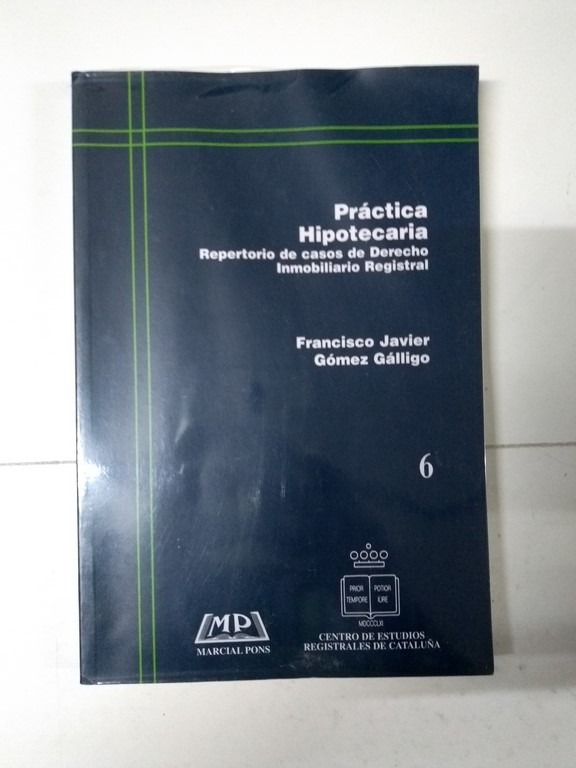 Práctica
Hipotecaria
Repertorio de casos de Derecho
Inmobiliario Registral
Francisco Javier
Gómez Gálligo
6
MP
MARCIAL PONS
PRIOR POTIOR
TEMPORE IURE
MDCCCLXI
CENTRO DE ESTUDIOS
REGISTRALES DE CATALUÑA